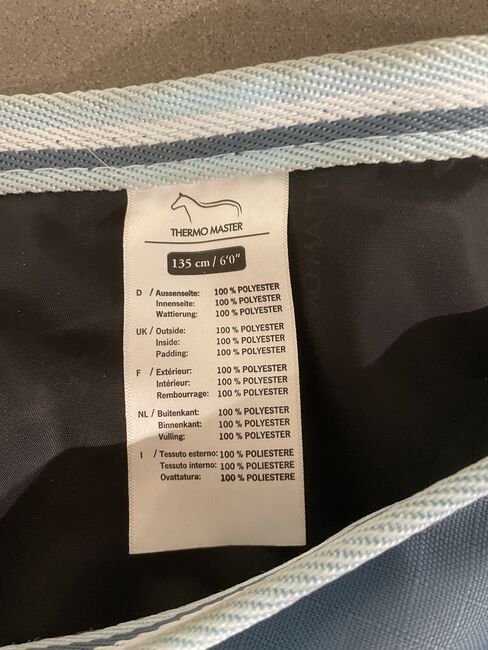 THERMO MASTER
135 cm / 6'0"
D / Aussenseite: 100 % POLYESTER
Innenseite: 100 % POLYESTER
Wattierung: 100 % POLYESTER
UK / Outside: 100 % POLYESTER
Inside: 100 % POLYESTER
Padding: 100 % POLYESTER
F / Extérieur: 100 % POLYESTER
Intérieur: 100 % POLYESTER
Rembourrage: 100 % POLYESTER
NL / Buitenkant: 100 % POLYESTER
Binnenkant: 100 % POLYESTER
Vulling: 100 % POLYESTER
I / Tessuto esterno: 100 % POLIESTERE
Tessuto interno: 100 % POLIESTERE
Ovattatura: 100 % POLIESTERE